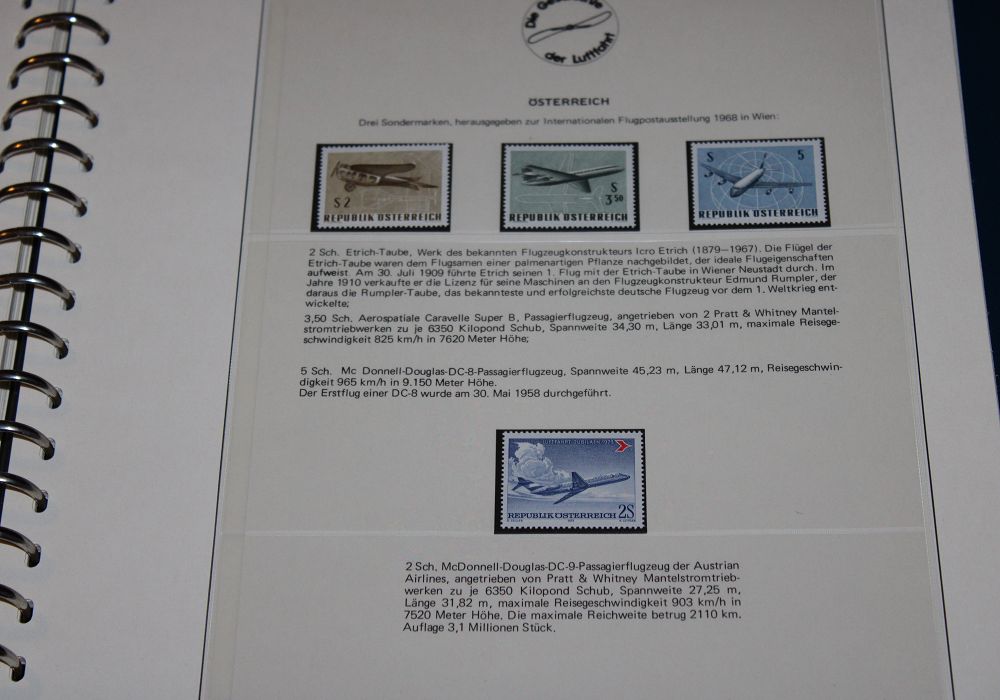 Die Ge
der Luftfahrt
ÖSTERREICH
Drei Sondermarken, herausgegeben zur Internationalen Flugpostausstellung 1968 in Wien:
S2
REPUBLIK ÖSTERREICH
S
3,50
REPUBLIK ÖSTERREICH
S 5
REPUBLIK ÖSTERREICH
2 Sch. Etrich-Taube, Werk des bekannten Flugzeugkonstrukteurs Icro Etrich (1879–1967). Die Flügel der
Etrich-Taube waren dem Flugsamen einer palmenartigen Pflanze nachgebildet, der ideale Flugeigenschaften
aufweist. Am 30. Juli 1909 führte Etrich seinen 1. Flug mit der Etrich-Taube in Wiener Neustadt durch. Im
Jahre 1910 verkaufte er die Lizenz für seine Maschinen an den Flugzeugkonstrukteur Edmund Rumpler, der
daraus die Rumpler-Taube, das bekannteste und erfolgreichste deutsche Flugzeug vor dem 1. Weltkrieg ent-
wickelte;
3,50 Sch. Aerospatiale Caravelle Super B, Passagierflugzeug, angetrieben von 2 Pratt & Whitney Mantel-
stromtriebwerken zu je 6350 Kilopond Schub, Spannweite 34,30 m, Länge 33,01 m, maximale Reisege-
schwindigkeit 825 km/h in 7620 Meter Höhe;
5 Sch. Mc Donnell-Douglas-DC-8-Passagierflugzeug, Spannweite 45,23 m, Länge 47,12 m, Reisegeschwin-
digkeit 965 km/h in 9.150 Meter Höhe.
Der Erstflug einer DC-8 wurde am 30. Mai 1958 durchgeführt.
REPUBLIK ÖSTERREICH 2S
2 Sch. McDonnell-Douglas-DC-9-Passagierflugzeug der Austrian
Airlines, angetrieben von Pratt & Whitney Mantelstromtrieb-
werken zu je 6350 Kilopond Schub, Spannweite 27,25 m,
Länge 31,82 m, maximale Reisegeschwindigkeit 903 km/h in
7520 Meter Höhe. Die maximale Reichweite betrug 2110 km.
Auflage 3,1 Millionen Stück.